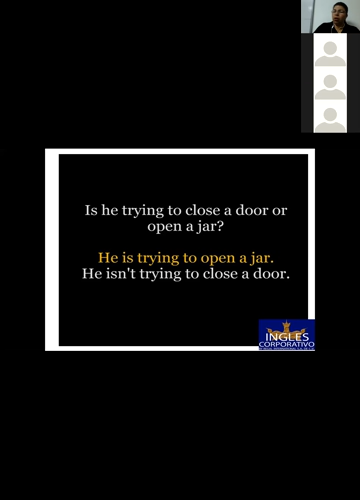 Is he trying to close a door or
open a jar?
He is trying to open a jar.
He isn't trying to close a door.
INGLES
CORPORATIVO